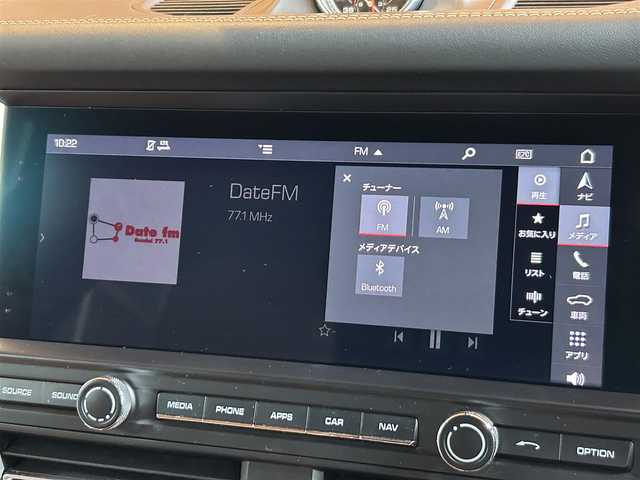 10:22
LTE
FM
DateFM
77.1 MHz
Date fm
Sendai 77.1
チューナー
FM
AM
メディアデバイス
Bluetooth
再生
お気に入り
リスト
チューン
ナビ
メディア
電話
車両
アプリ
SOURCE
SOUND
MEDIA
PHONE
APPS
CAR
NAV
OPTION